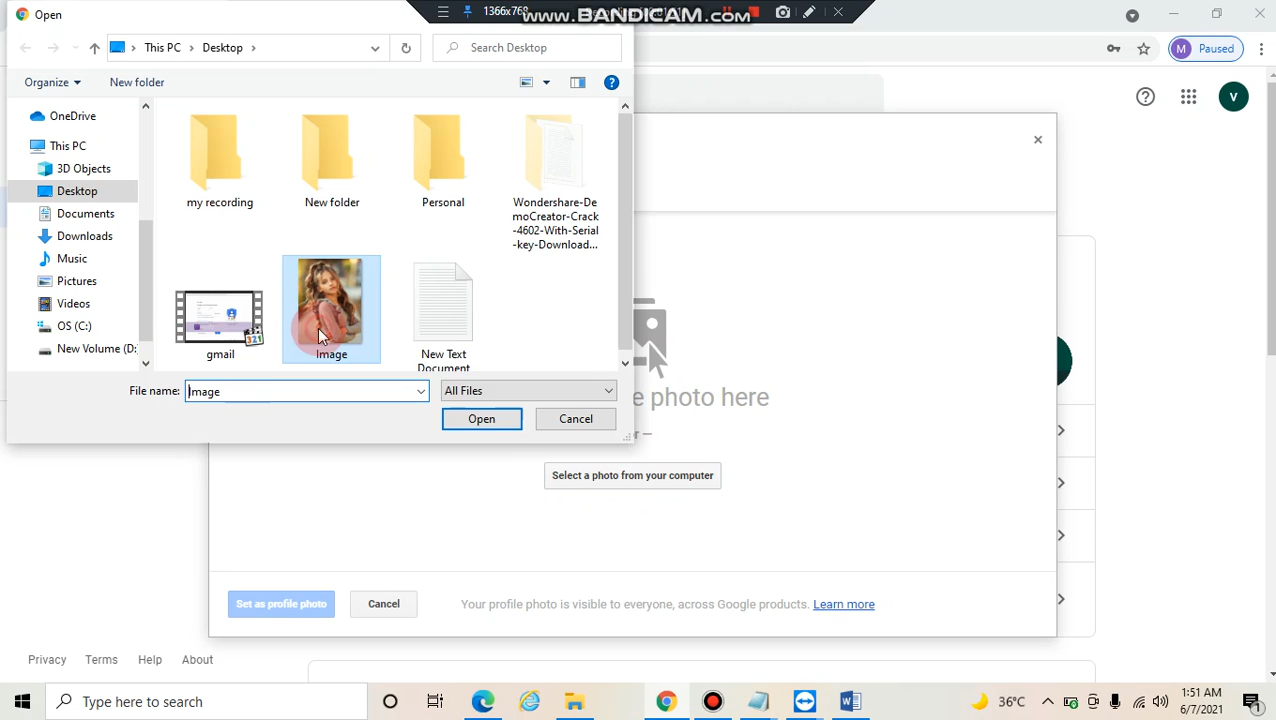 Open
1366x768
www.BANDICAM.com
This PC
Desktop
Search Desktop
M Paused
Organize
New folder
V
OneDrive
This PC
3D Objects
Desktop
Documents
Downloads
Music
Pictures
Videos
OS (C:)
New Volume (D:
my recording
New folder
Personal
Wondershare-De
moCreator-Crack
-4602-With-Serial
-key-Download...
gmail
Image
New Text
Document
File name:
Image
All Files
Open
Cancel
e photo here
Select a photo from your computer
Set as profile photo
Cancel
Your profile photo is visible to everyone, across Google products. Learn more
Privacy
Terms
Help
About
Type here to search
36°C
1:51 AM
6/7/2021